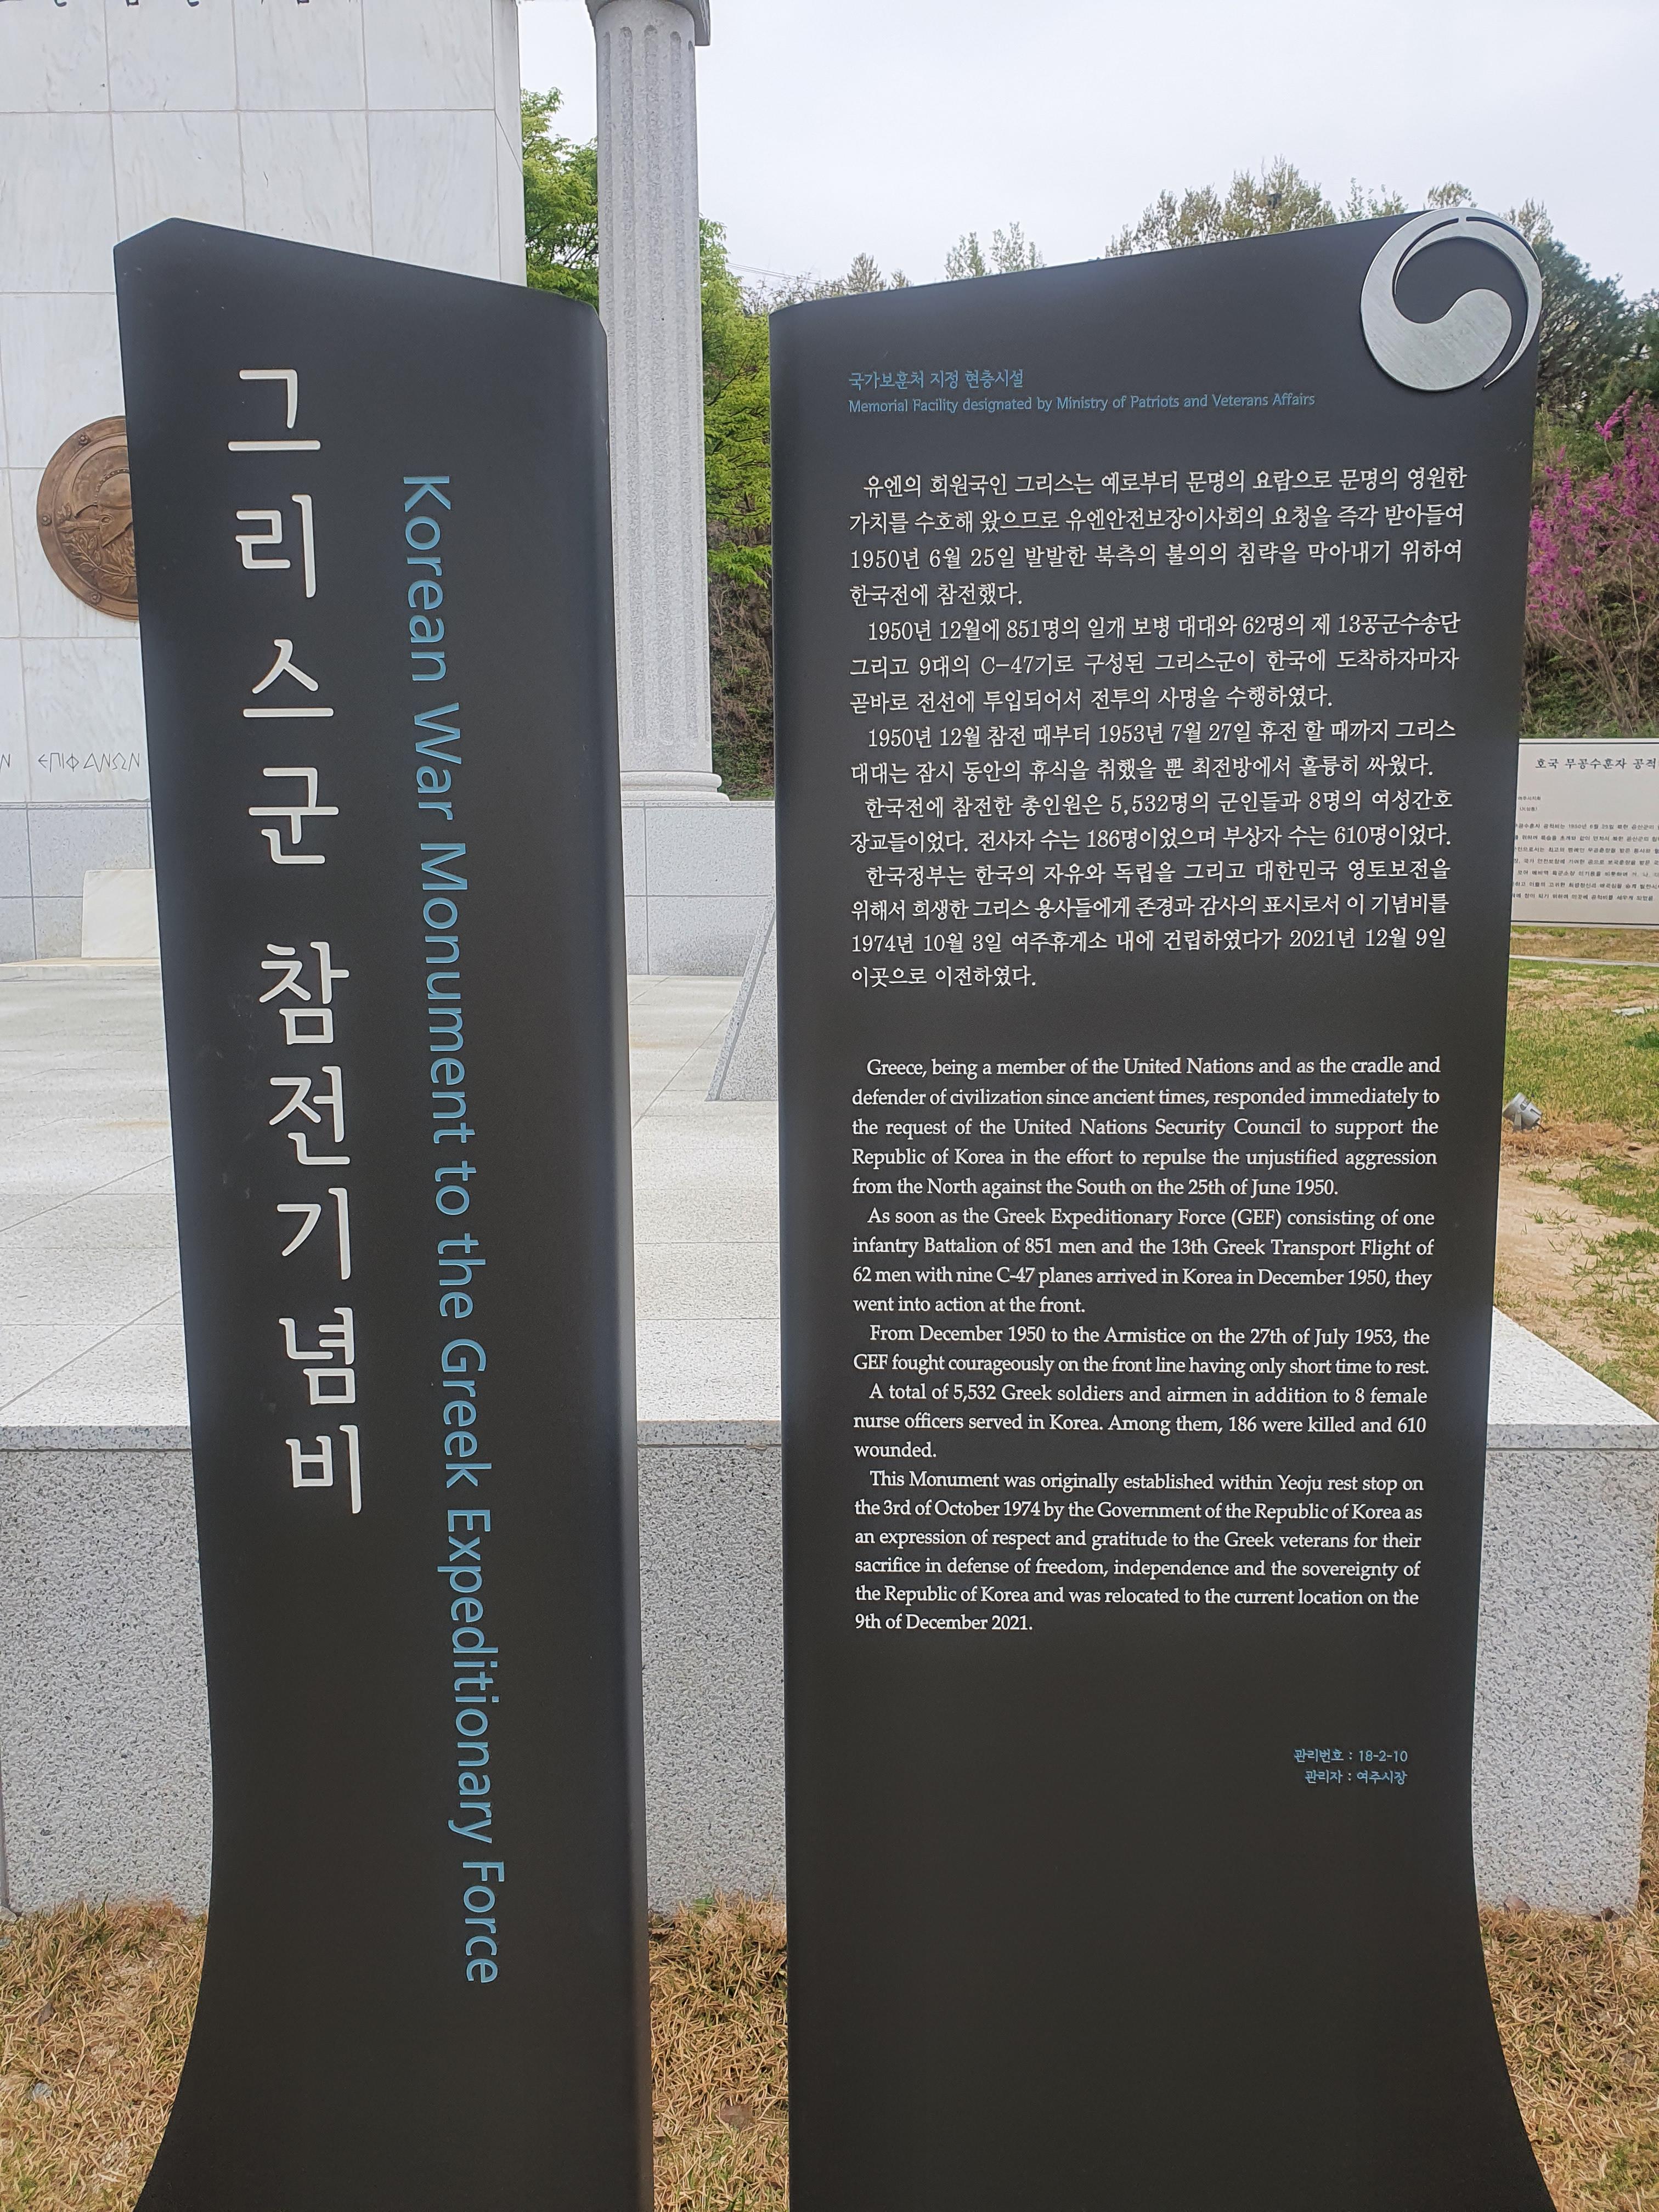 그리스군 참전기념비
Korean War Monument to the Greek Expeditionary Force
국가보훈처 지정 현충시설
Memorial Facility designated by Ministry of Patriots and Veterans Affairs
유엔의 회원국인 그리스는 예로부터 문명의 요람으로 문명의 영원한
가치를 수호해 왔으므로 유엔안전보장이사회의 요청을 즉각 받아들여
1950년 6월 25일 발발한 북측의 불의의 침략을 막아내기 위하여
한국전에 참전했다.
1950년 12월에 851명의 일개 보병 대대와 62명의 제 13공군수송단
그리고 9대의 C-47기로 구성된 그리스군이 한국에 도착하자마자
곧바로 전선에 투입되어서 전투의 사명을 수행하였다.
1950년 12월 참전 때부터 1953년 7월 27일 휴전 할 때까지 그리스
대대는 잠시 동안의 휴식을 취했을 뿐 최전방에서 훌륭히 싸웠다.
한국전에 참전한 총인원은 5,532명의 군인들과 8명의 여성간호
장교들이었다. 전사자 수는 186명이었으며 부상자 수는 610명이었다.
한국정부는 한국의 자유와 독립을 그리고 대한민국 영토보전을
위해서 희생한 그리스 용사들에게 존경과 감사의 표시로서 이 기념비를
1974년 10월 3일 여주휴게소 내에 건립하였다가 2021년 12월 9일
이곳으로 이전하였다.
Greece, being a member of the United Nations and as the cradle and
defender of civilization since ancient times, responded immediately to
the request of the United Nations Security Council to support the
Republic of Korea in the effort to repulse the unjustified aggression
from the North against the South on the 25th of June 1950.
As soon as the Greek Expeditionary Force (GEF) consisting of one
infantry Battalion of 851 men and the 13th Greek Transport Flight of
62 men with nine C-47 planes arrived in Korea in December 1950, they
went into action at the front.
From December 1950 to the Armistice on the 27th of July 1953, the
GEF fought courageously on the front line having only short time to rest.
A total of 5,532 Greek soldiers and airmen in addition to 8 female
nurse officers served in Korea. Among them, 186 were killed and 610
wounded.
This Monument was originally established within Yeoju rest stop on
the 3rd of October 1974 by the Government of the Republic of Korea as
an expression of respect and gratitude to the Greek veterans for their
sacrifice in defense of freedom, independence and the sovereignty of
the Republic of Korea and was relocated to the current location on the
9th of December 2021.
관리번호 : 18-2-10
관리자 : 여주시장
ΕΠΙΦΑΝΩΝ
호국 무공수훈자 공적